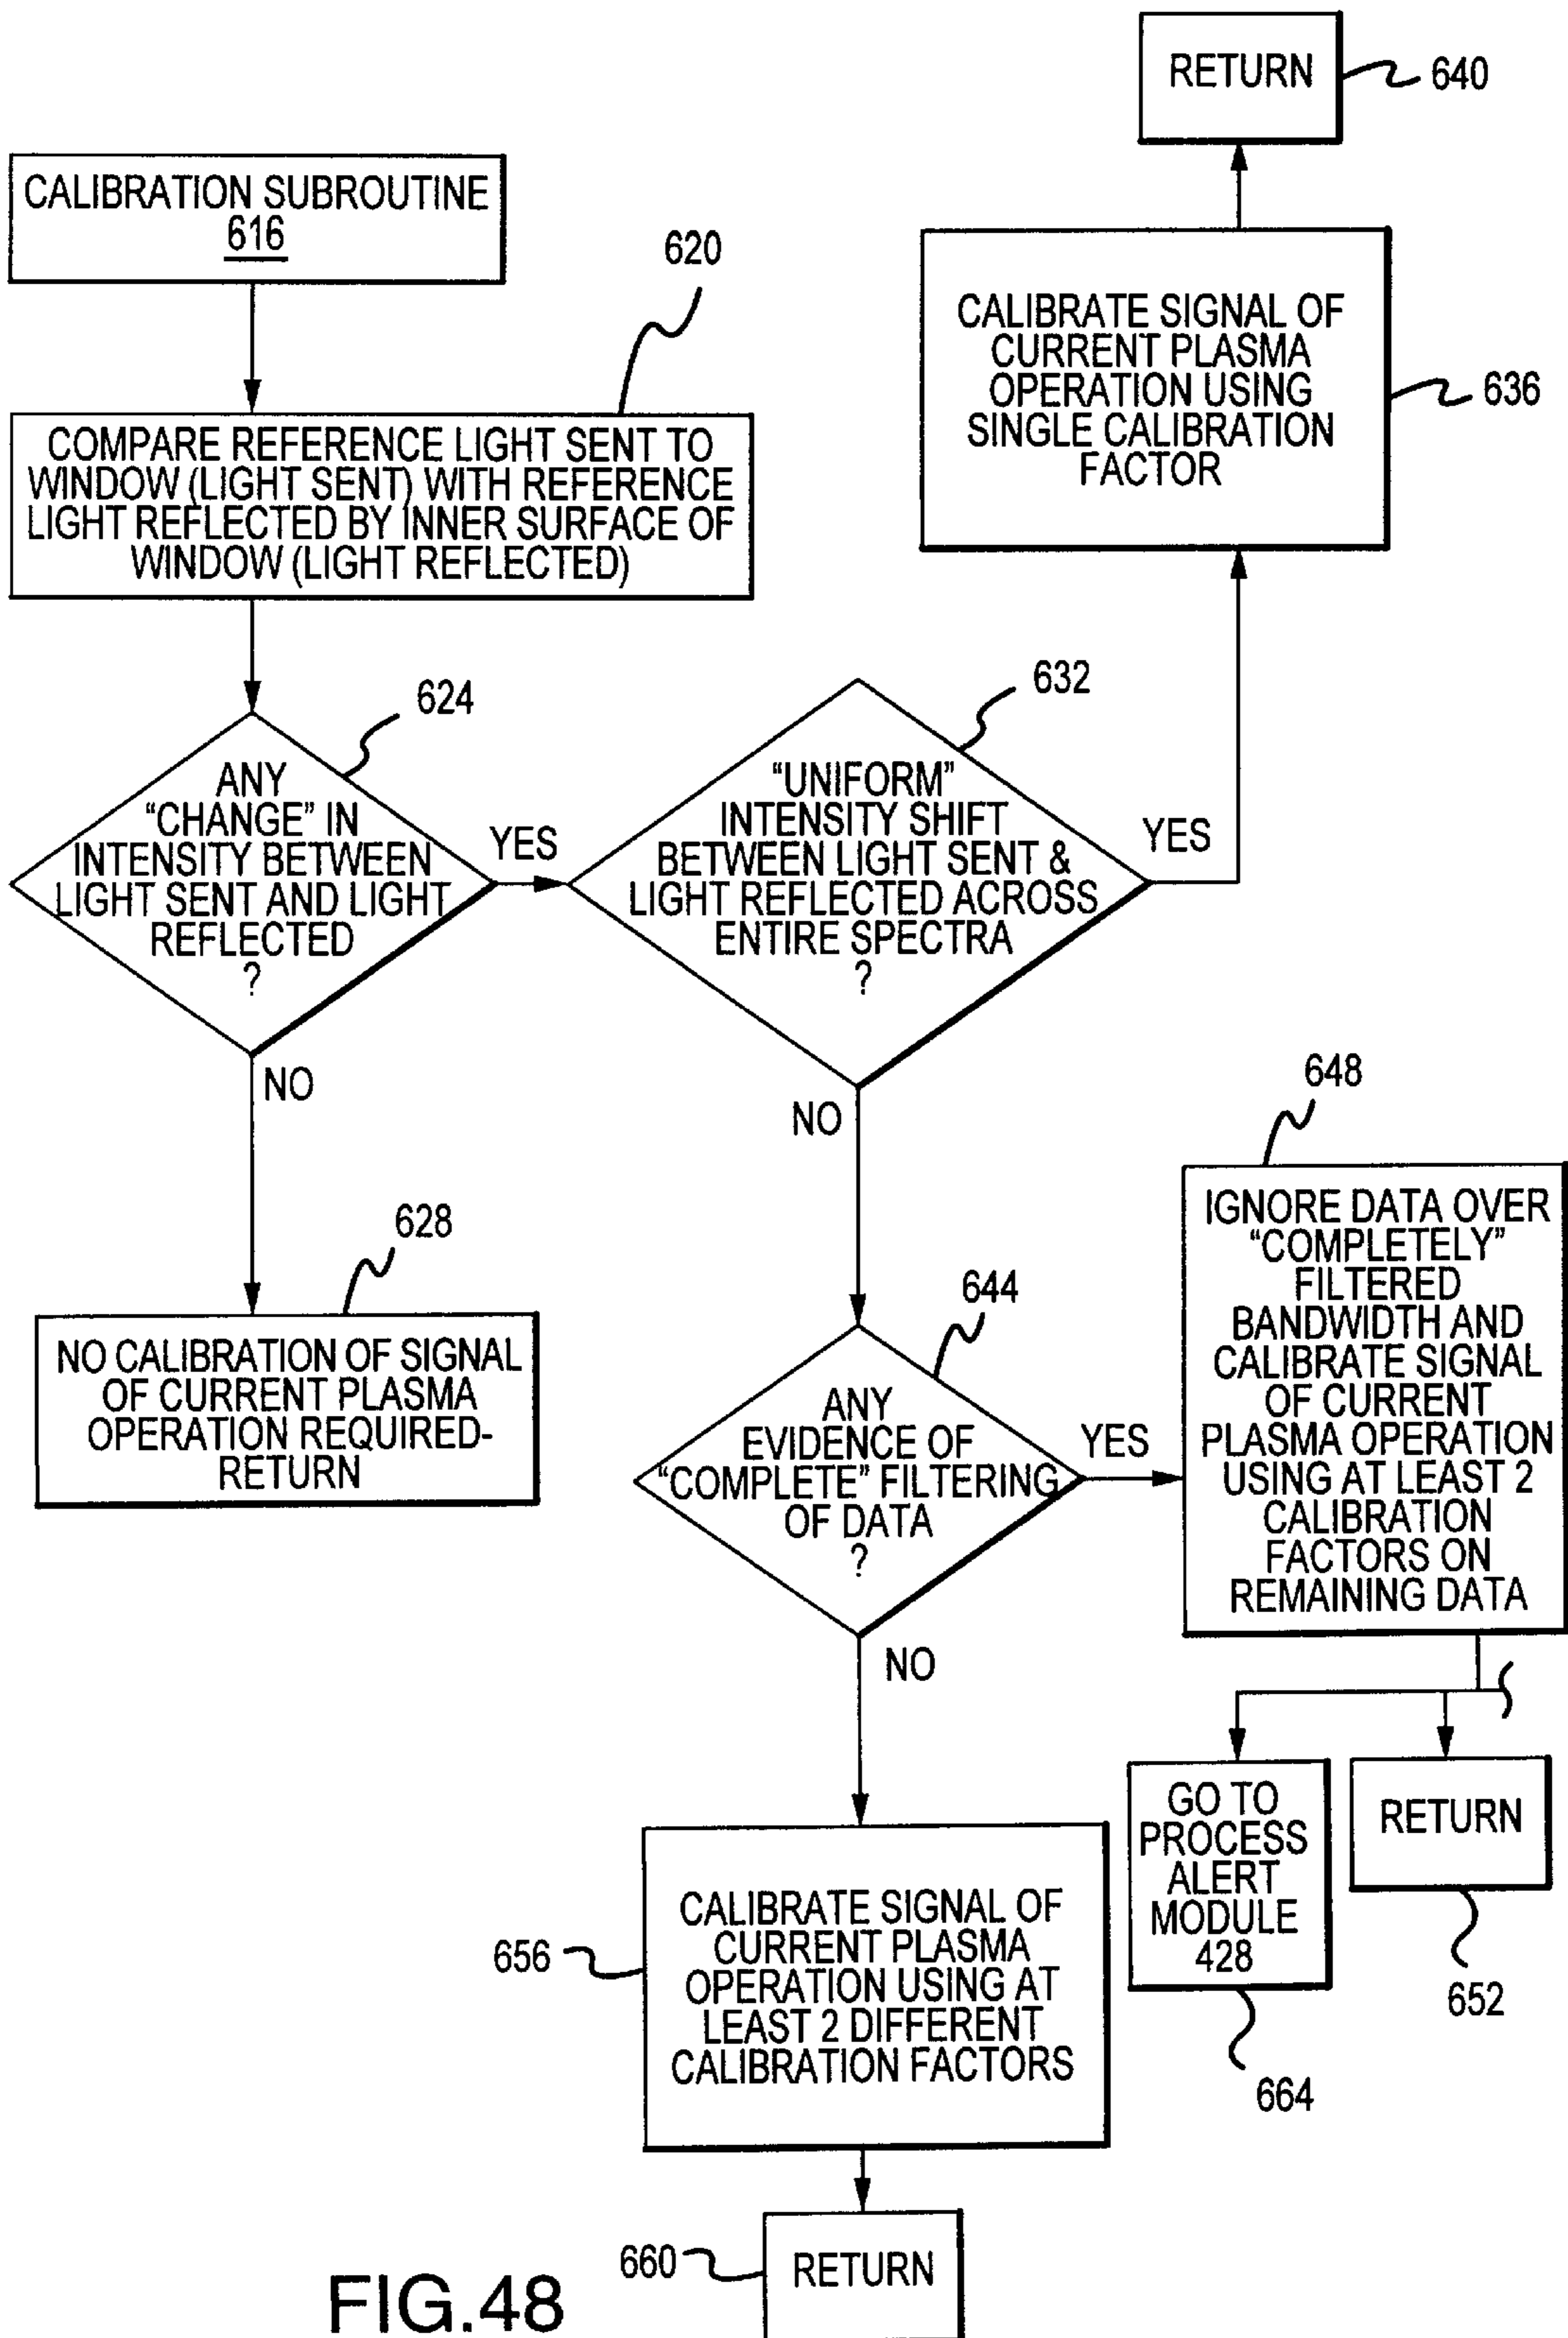 RETURN
640
CALIBRATION SUBROUTINE
616
620
CALIBRATE SIGNAL OF
CURRENT PLASMA
OPERATION USING
SINGLE CALIBRATION
FACTOR
636
COMPARE REFERENCE LIGHT SENT TO
WINDOW (LIGHT SENT) WITH REFERENCE
LIGHT REFLECTED BY INNER SURFACE OF
WINDOW (LIGHT REFLECTED)
624
ANY
“CHANGE” IN
INTENSITY BETWEEN
LIGHT SENT AND LIGHT
REFLECTED
?
YES
NO
632
“UNIFORM”
INTENSITY SHIFT
BETWEEN LIGHT SENT &
LIGHT REFLECTED ACROSS
ENTIRE SPECTRA
?
YES
NO
628
NO CALIBRATION OF SIGNAL
OF CURRENT PLASMA
OPERATION REQUIRED-
RETURN
644
ANY
EVIDENCE OF
“COMPLETE” FILTERING
OF DATA
?
YES
NO
648
IGNORE DATA OVER
“COMPLETELY”
FILTERED
BANDWIDTH AND
CALIBRATE SIGNAL
OF CURRENT
PLASMA OPERATION
USING AT LEAST 2
CALIBRATION
FACTORS ON
REMAINING DATA
GO TO
PROCESS
ALERT
MODULE
428
664
RETURN
652
656
CALIBRATE SIGNAL OF
CURRENT PLASMA
OPERATION USING AT
LEAST 2 DIFFERENT
CALIBRATION FACTORS
660
RETURN
FIG.48